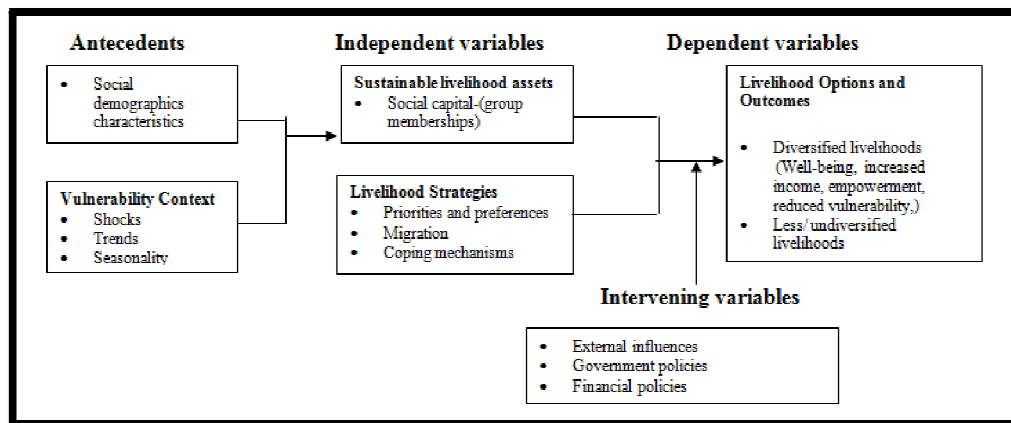 Antecedents
Independent variables
Dependent variables
• Social
demographics
characteristics
Vulnerability Context
• Shocks
• Trends
• Seasonality
Sustainable livelihood assets
• Social capital-(group
memberships)
Livelihood Strategies
• Priorities and preferences
• Migration
• Coping mechanisms
Livelihood Options and
Outcomes
• Diversified livelihoods
(Well-being, increased
income, empowerment,
reduced vulnerability,)
• Less/undiversified
livelihoods
Intervening variables
• External influences
• Government policies
• Financial policies